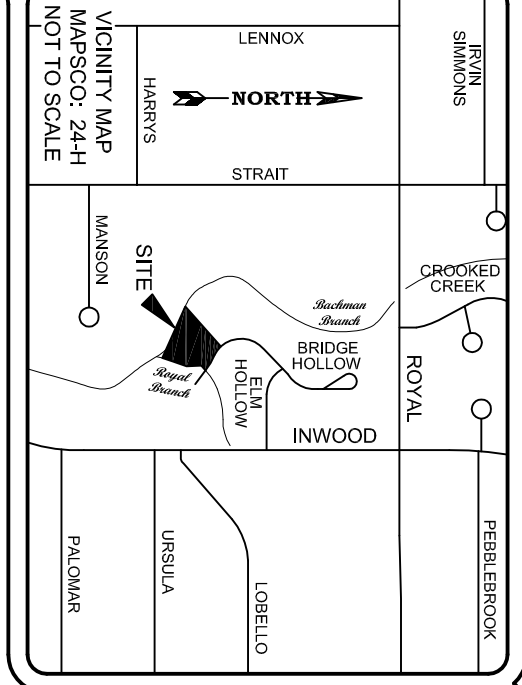 VICINITY MAP
MAPSCO: 24-H
NOT TO SCALE
LENNOX
IRVIN
SIMMONS
HARRYS
NORTH
STRAIT
MANSON
SITE
CROOKED
CREEK
Bachman
Branch
BRIDGE
HOLLOW
ROYAL
Royal
Branch
ELM
HOLLOW
INWOOD
PALOMAR
URSULA
LOBELLO
PEBBLEBROOK